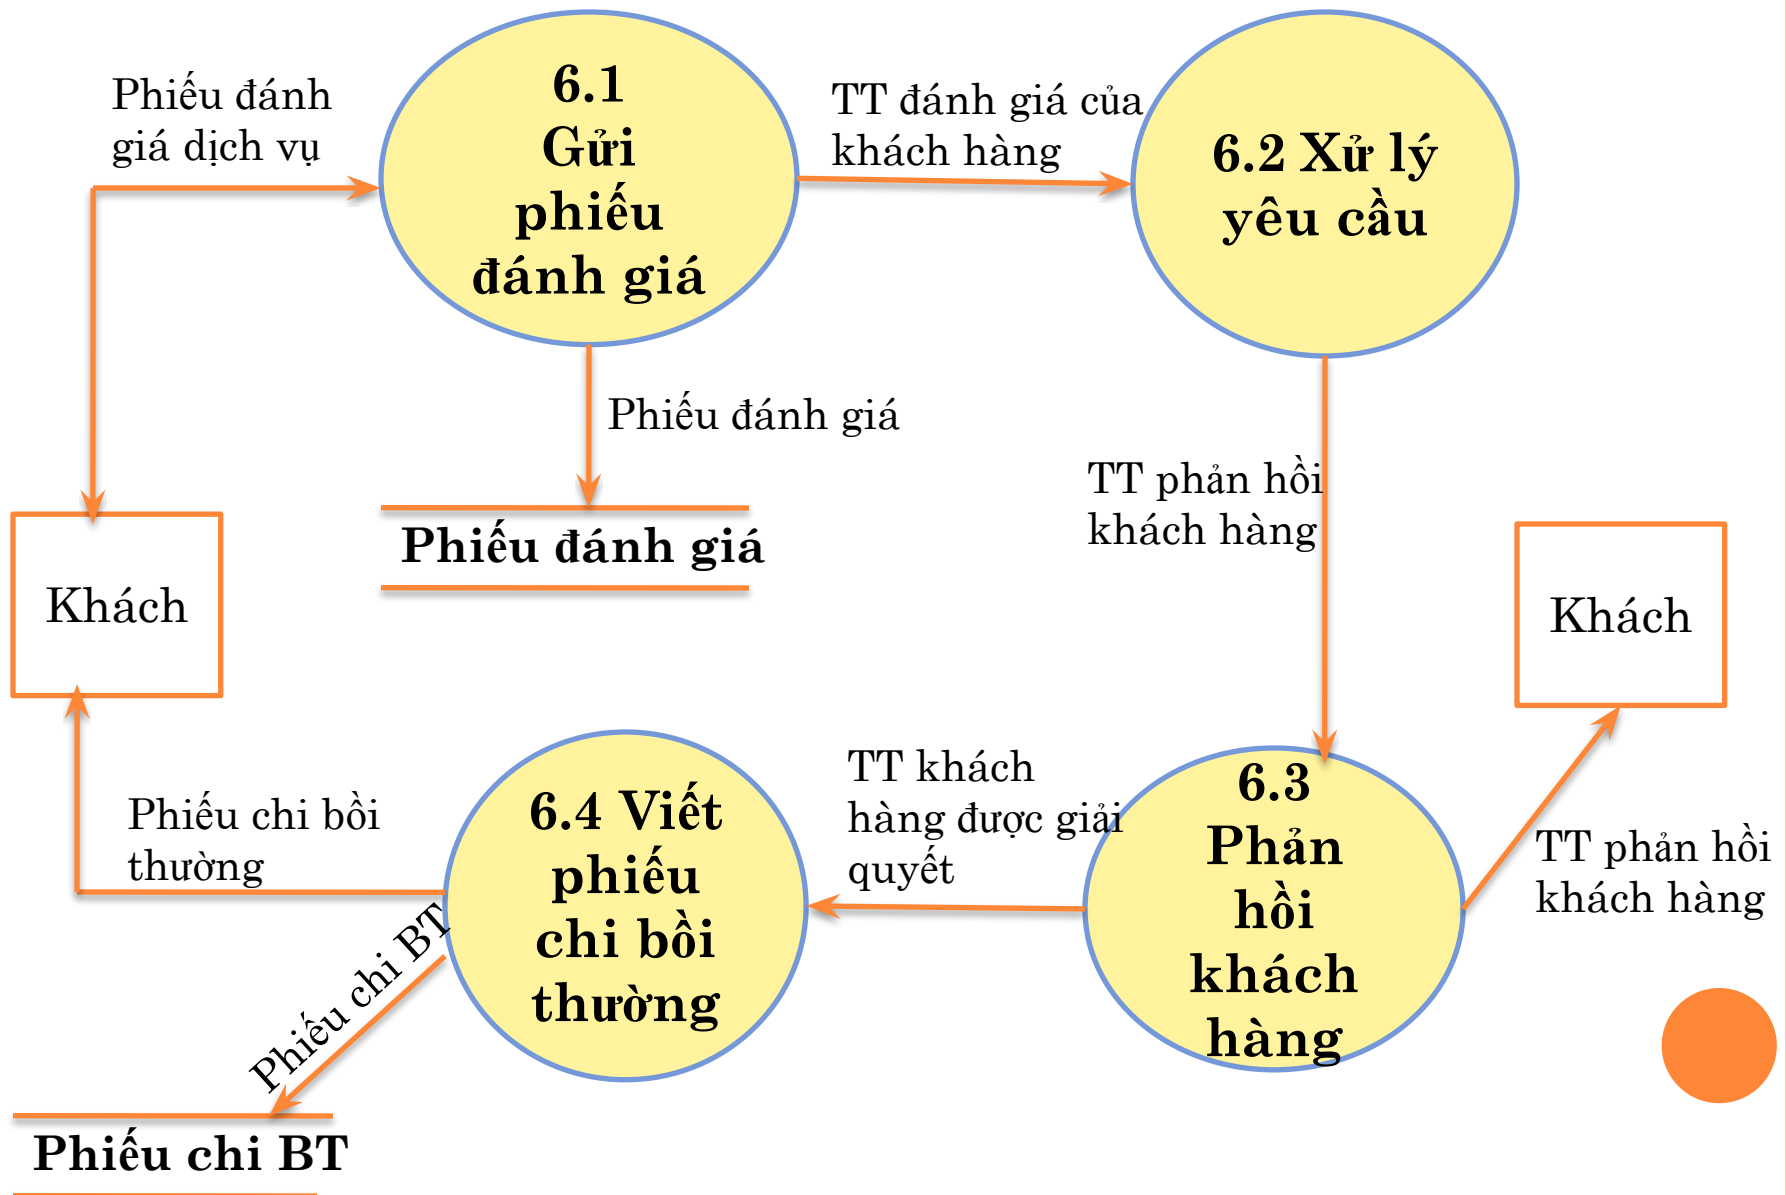 Phiếu đánh
giá dịch vụ
6.1
Gửi
phiếu
đánh giá
TT đánh giá của
khách hàng
6.2 Xử lý
yêu cầu
Phiếu đánh giá
TT phản hồi
khách hàng
Phiếu đánh giá
Khách
Khách
Phiếu chi bồi
thường
6.4 Viết
phiếu
chi bồi
thường
TT khách
hàng được giải
quyết
6.3
Phản
hồi
khách
hàng
TT phản hồi
khách hàng
Phiếu chi BT
Phiếu chi BT